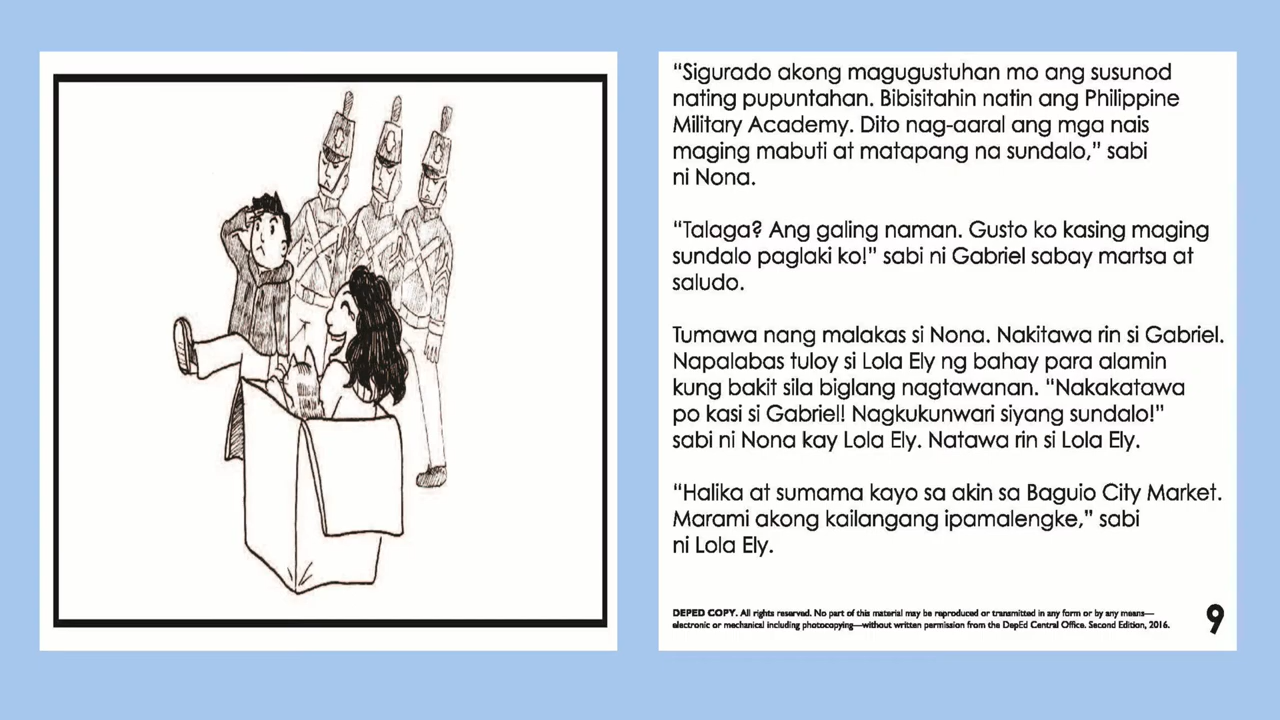 “Sigurado akong magugustuhan mo ang susunod
nating pupuntahan. Bibisitahin natin ang Philippine
Military Academy. Dito nag-aaral ang mga nais
maging mabuti at matapang na sundalo,” sabi
ni Nona.
“Talaga? Ang galing naman. Gusto ko kasing maging
sundalo paglaki ko!” sabi ni Gabriel sabay martsa at
saludo.
Tumawa nang malakas si Nona. Nakitawa rin si Gabriel.
Napalabas tuloy si Lola Ely ng bahay para alamin
kung bakit sila biglang nagtawanan. “Nakakatawa
po kasi si Gabriel! Nagkukunwari siyang sundalo!”
sabi ni Nona kay Lola Ely. Natawa rin si Lola Ely.
“Halika at sumama kayo sa akin sa Baguio City Market.
Marami akong kailangang ipamalengke,” sabi
ni Lola Ely.
DEPED COPY. All rights reserved. No part of this material may be reproduced or transmitted in any form or by any means—
electronic or mechanical including photocopying—without written permission from the DepEd Central Office. Second Edition, 2016.
9